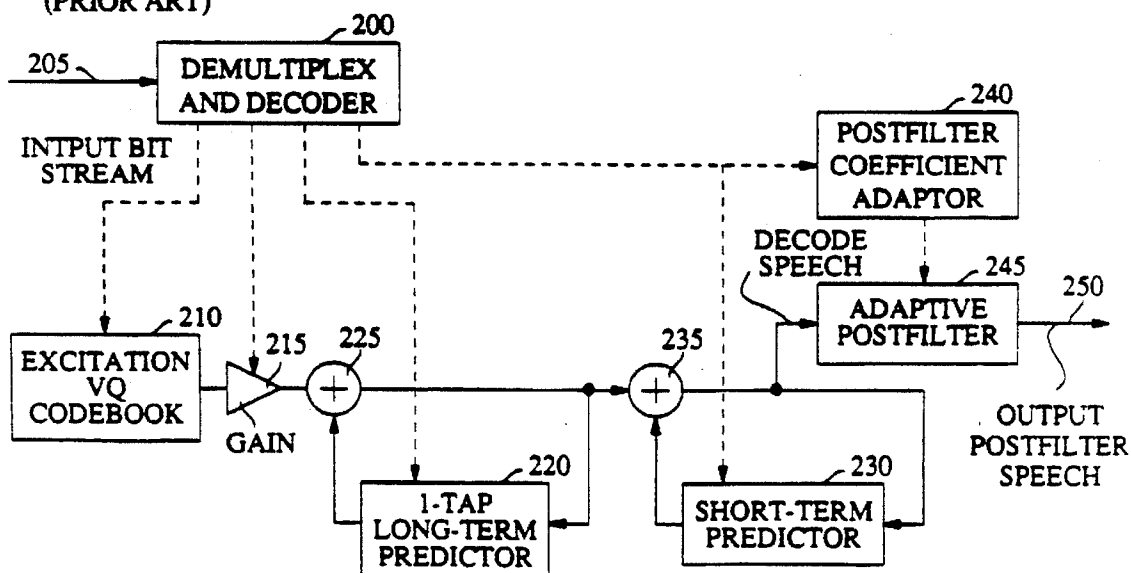 (PRIOR ART)
200
205
DEMULTIPLEX
AND DECODER
INTPUT BIT
STREAM
240
POSTFILTER
COEFFICIENT
ADAPTOR
DECODE
SPEECH
245
ADAPTIVE
POSTFILTER
250
210
EXCITATION
VQ
CODEBOOK
215
GAIN
225
+
235
+
OUTPUT
POSTFILTER
SPEECH
220
1-TAP
LONG-TERM
PREDICTOR
230
SHORT-TERM
PREDICTOR